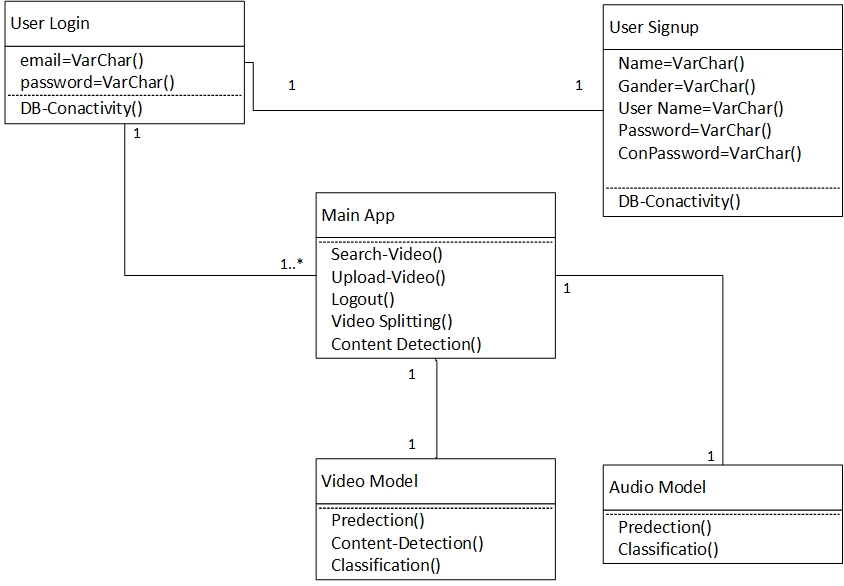 User Login
email=VarChar()
password=VarChar()
DB-Conactivity()
1
1
User Signup
Name=VarChar()
Gander=VarChar()
User Name=VarChar()
Password=VarChar()
ConPassword=VarChar()
DB-Conactivity()
1
1..*
Main App
Search-Video()
Upload-Video()
Logout()
Video Splitting()
Content Detection()
1
1
1
1
Video Model
Predection()
Content-Detection()
Classification()
Audio Model
Predection()
Classificatio()